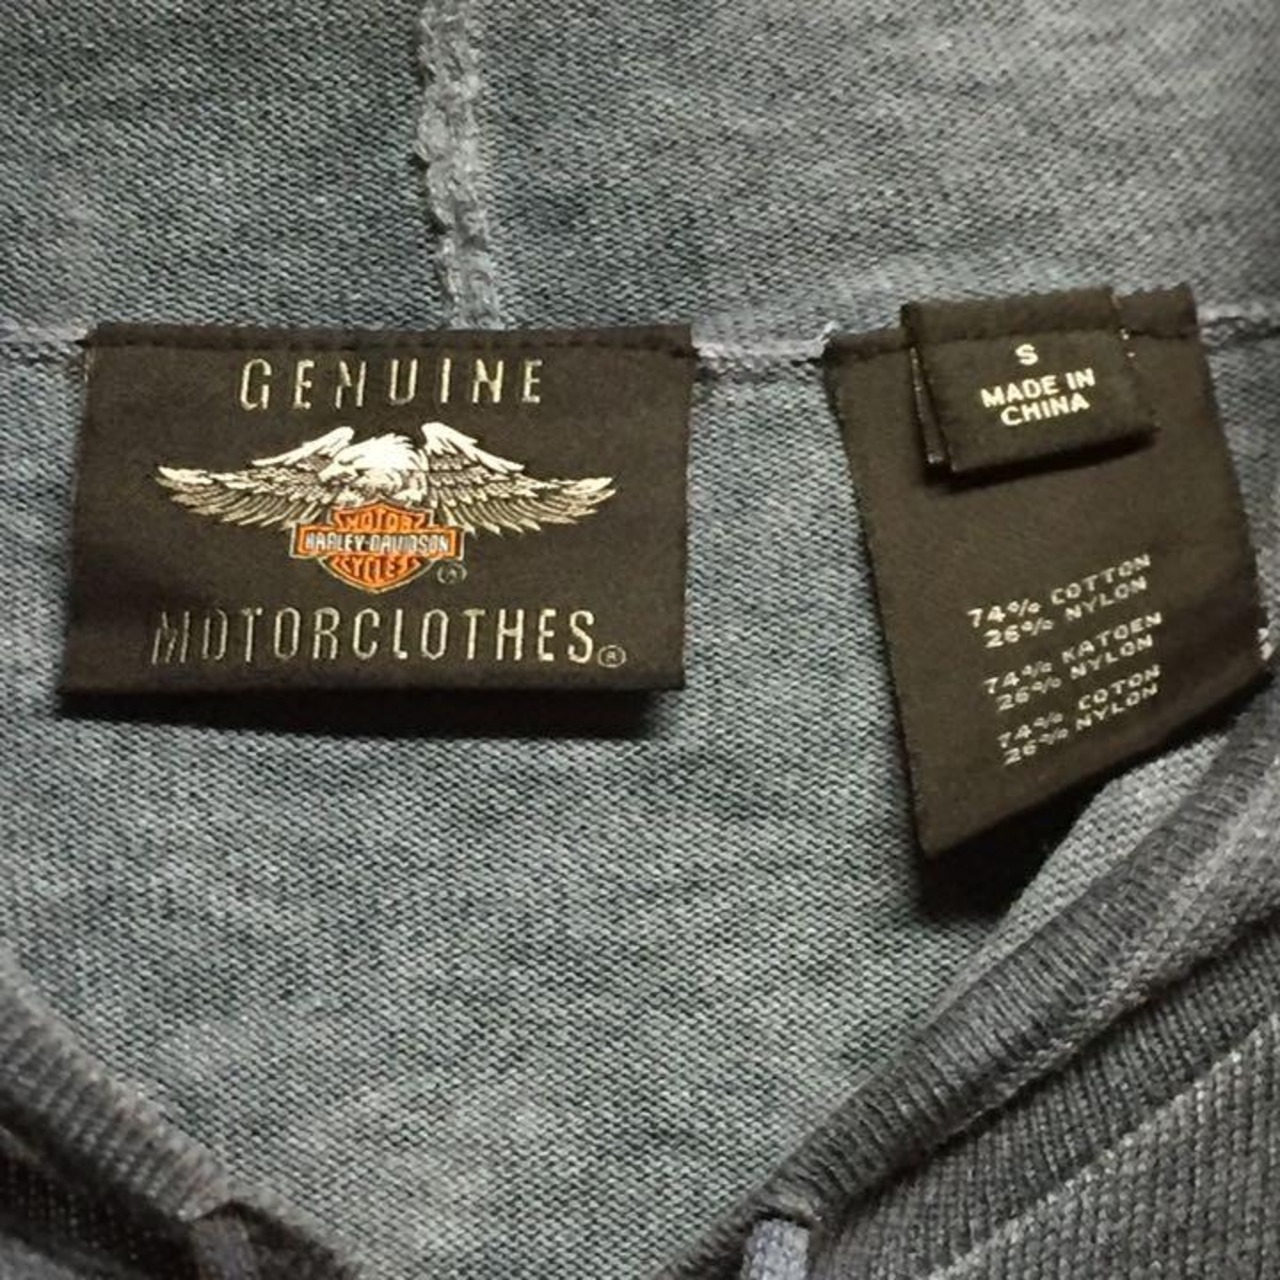 GENUINE
MOTOR
HARLEY-DAVIDSON
CYCLES
®
MOTORCLOTHES®
S
MADE IN
CHINA
74% COTTON
26% NYLON
74% KATOEN
26% NYLON
74% COTON
26% NYLON